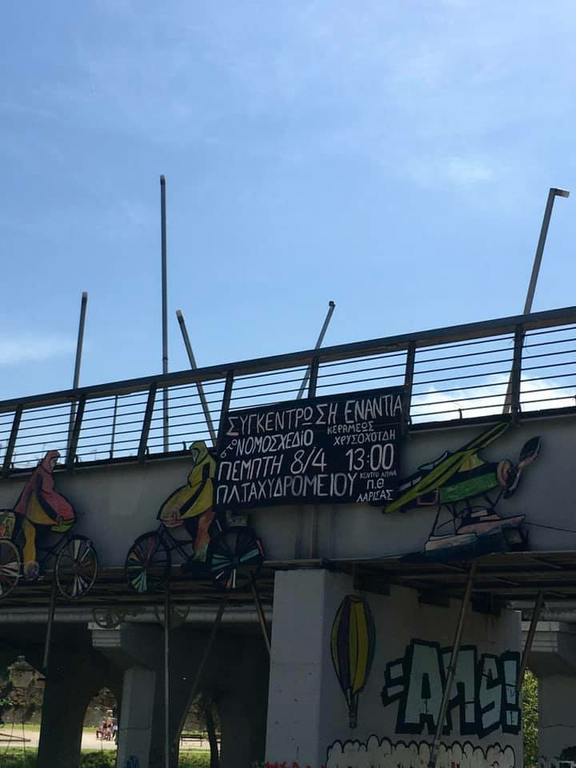 ΣΥΓΚΕΝΤΡΩΣΗ ΕΝΑΝΤΙΑ
ΣΤΟ ΝΟΜΟΣΧΕΔΙΟ ΚΕΡΑΜΕΩΣ
ΧΡΥΣΟΧΟΪΔΗ
ΠΕΜΠΤΗ 8/4 13:00
ΠΛ.ΤΑΧΥΔΡΟΜΕΙΟΥ
Π.Θ
ΛΑΡΙΣΑΣ